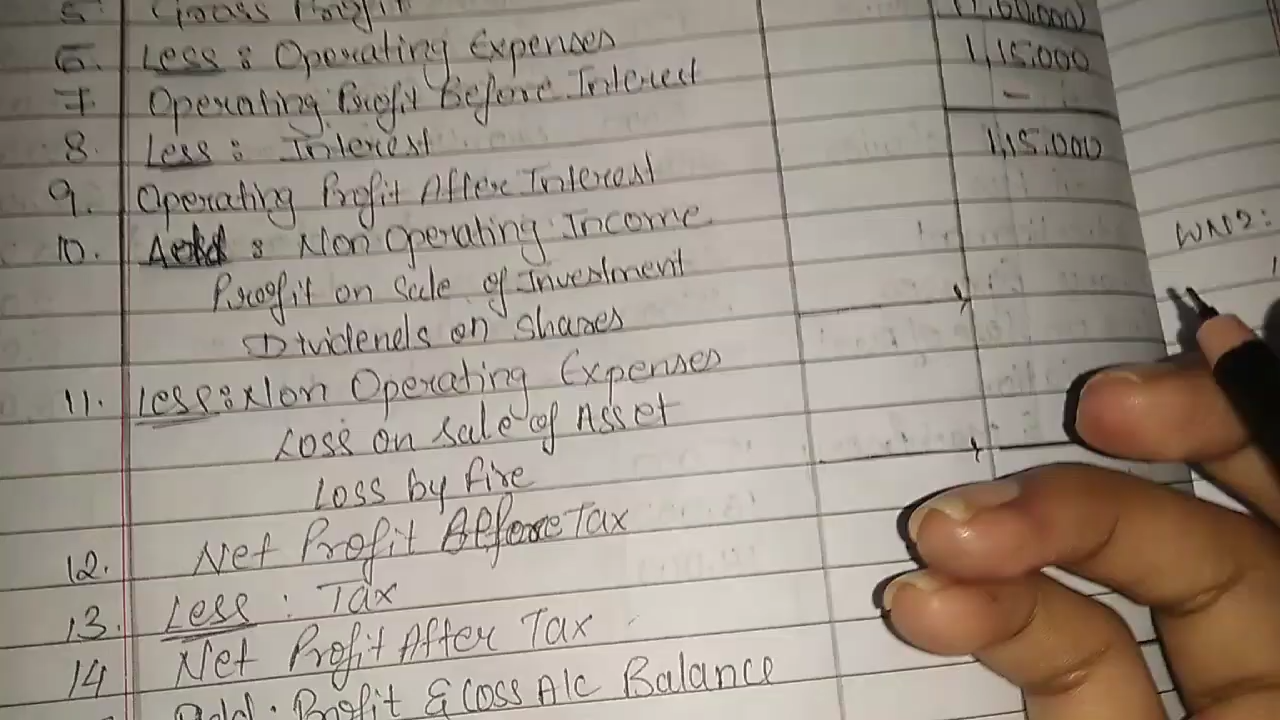 5. Gross Profit
6. Less : Operating Expenses (1,60,000)
7. Operating Profit Before Interest 1,15,000
8. Less : Interest —
9. Operating Profit After Interest 1,15,000
10. Add : Non Operating Income
Profit on Sale of Investment
Dividends on Shares
11. Less : Non Operating Expenses
Loss on Sale of Asset
Loss by fire
12. Net Profit Before Tax
13. Less : Tax
14 Net Profit After Tax
Add : Profit & Loss A/c Balance
WN2: